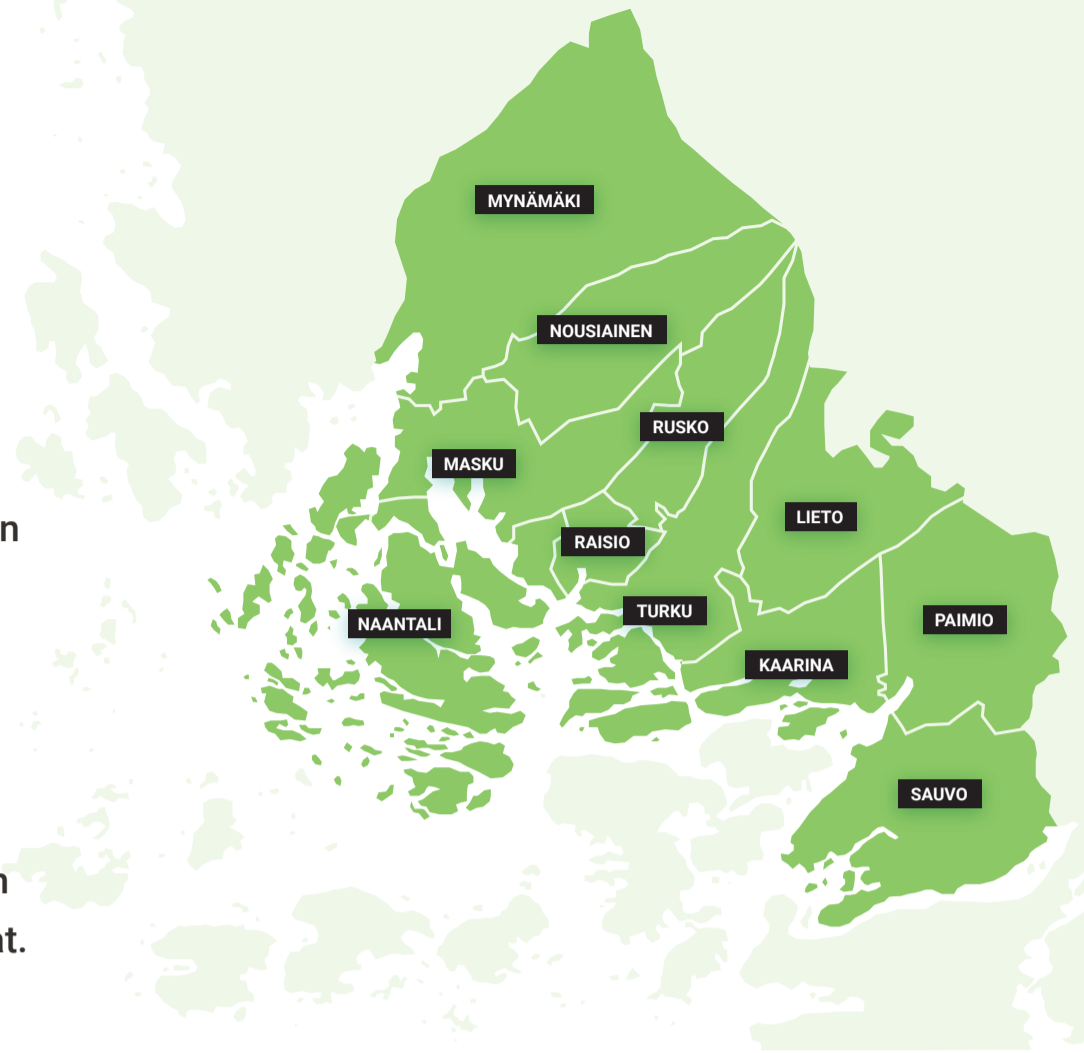 MYNÄMÄKI
NOUSIAINEN
RUSKO
MASKU
LIETO
RAISIO
TURKU
PAIMIO
NAANTALI
KAARINA
SAUVO